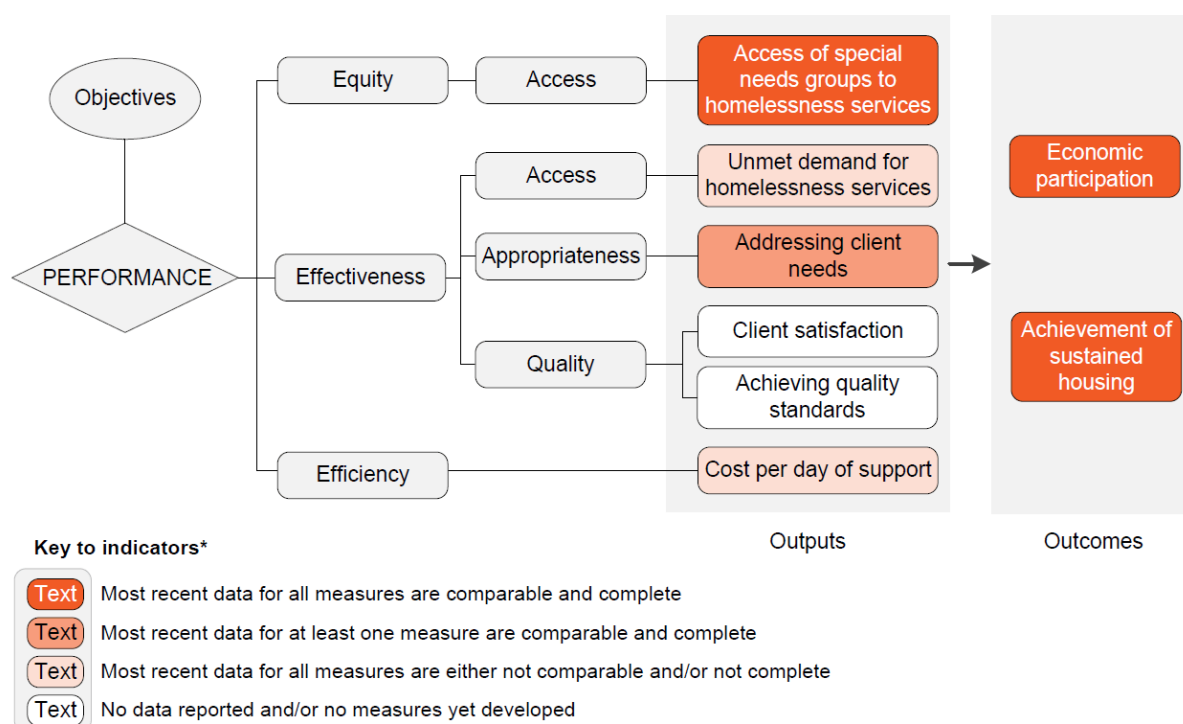 Objectives
PERFORMANCE
Equity
Access
Access of special
needs groups to
homelessness services
Effectiveness
Access
Unmet demand for
homelessness services
Appropriateness
Addressing client
needs
Quality
Client satisfaction
Achieving quality
standards
Efficiency
Cost per day of support
Outputs
Economic
participation
Achievement of
sustained
housing
Outcomes
Key to indicators*
Text Most recent data for all measures are comparable and complete
Text Most recent data for at least one measure are comparable and complete
Text Most recent data for all measures are either not comparable and/or not complete
Text No data reported and/or no measures yet developed